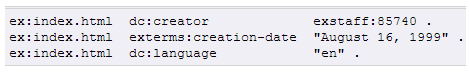 ex:index.html dc:creator exstaff:85740 .
ex:index.html exterms:creation-date "August 16, 1999" .
ex:index.html dc:language "en" .